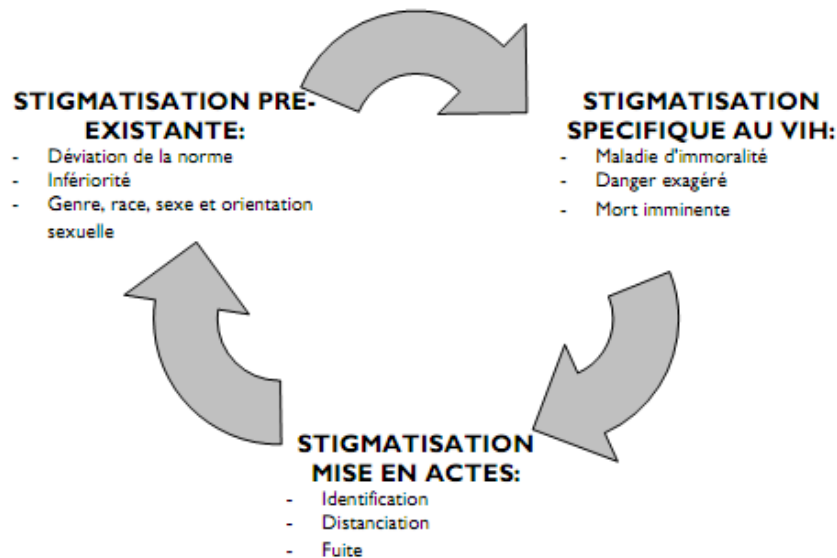 STIGMATISATION PRE-
EXISTANTE:
- Déviation de la norme
- Infériorité
- Genre, race, sexe et orientation
sexuelle
STIGMATISATION
SPECIFIQUE AU VIH:
- Maladie d'immoralité
- Danger exagéré
- Mort imminente
STIGMATISATION
MISE EN ACTES:
- Identification
- Distanciation
- Fuite